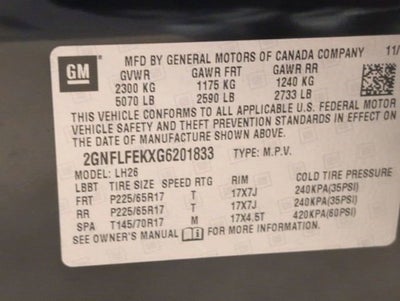 GM
MFD BY GENERAL MOTORS OF CANADA COMPANY 11/
GVWR GAWR FRT GAWR RR
2300 KG 1175 KG 1240 KG
5070 LB 2590 LB 2733 LB
THIS VEHICLE CONFORMS TO ALL APPLICABLE U.S. FEDERAL MOTOR
VEHICLE SAFETY AND THEFT PREVENTION STANDARDS IN EFFECT ON
THE DATE OF MANUFACTURE SHOWN ABOVE.
2GNFLFEKXG6201833 TYPE: M.P.V.
MODEL: LH26
LBBT TIRE SIZE SPEED RTG RIM COLD TIRE PRESSURE
FRT P225/65R17 T 17X7J 240KPA(35PSI)
RR P225/65R17 T 17X7J 240KPA(35PSI)
SPA T145/70R17 M 17X4.5T 420KPA(60PSI)
SEE OWNER'S MANUAL FOR MORE INFORMATION.